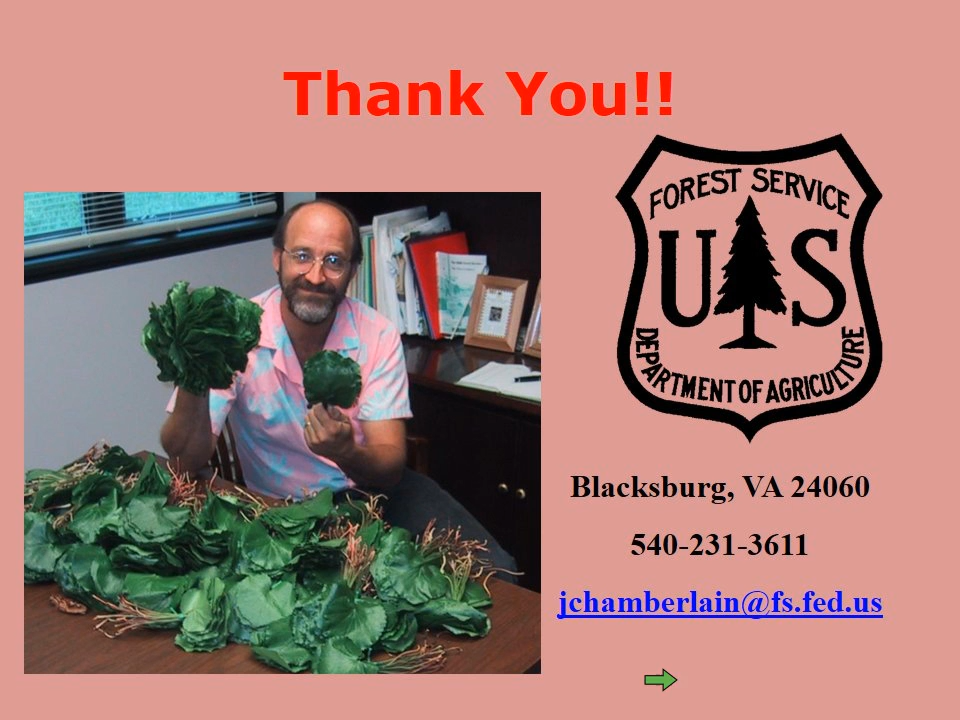 Thank You!!
FOREST SERVICE
U S
DEPARTMENT OF AGRICULTURE
Blacksburg, VA 24060
540-231-3611
jchamberlain@fs.fed.us